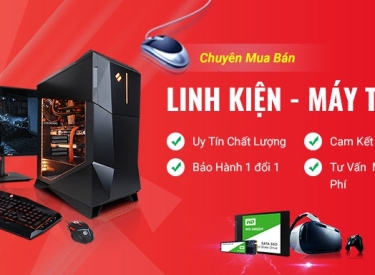 Chuyên Mua Bán
LINH KIỆN - MÁY T
Uy Tín Chất Lượng
Cam Kết
Bảo Hành 1 đổi 1
Tư Vấn M
Phí
WD